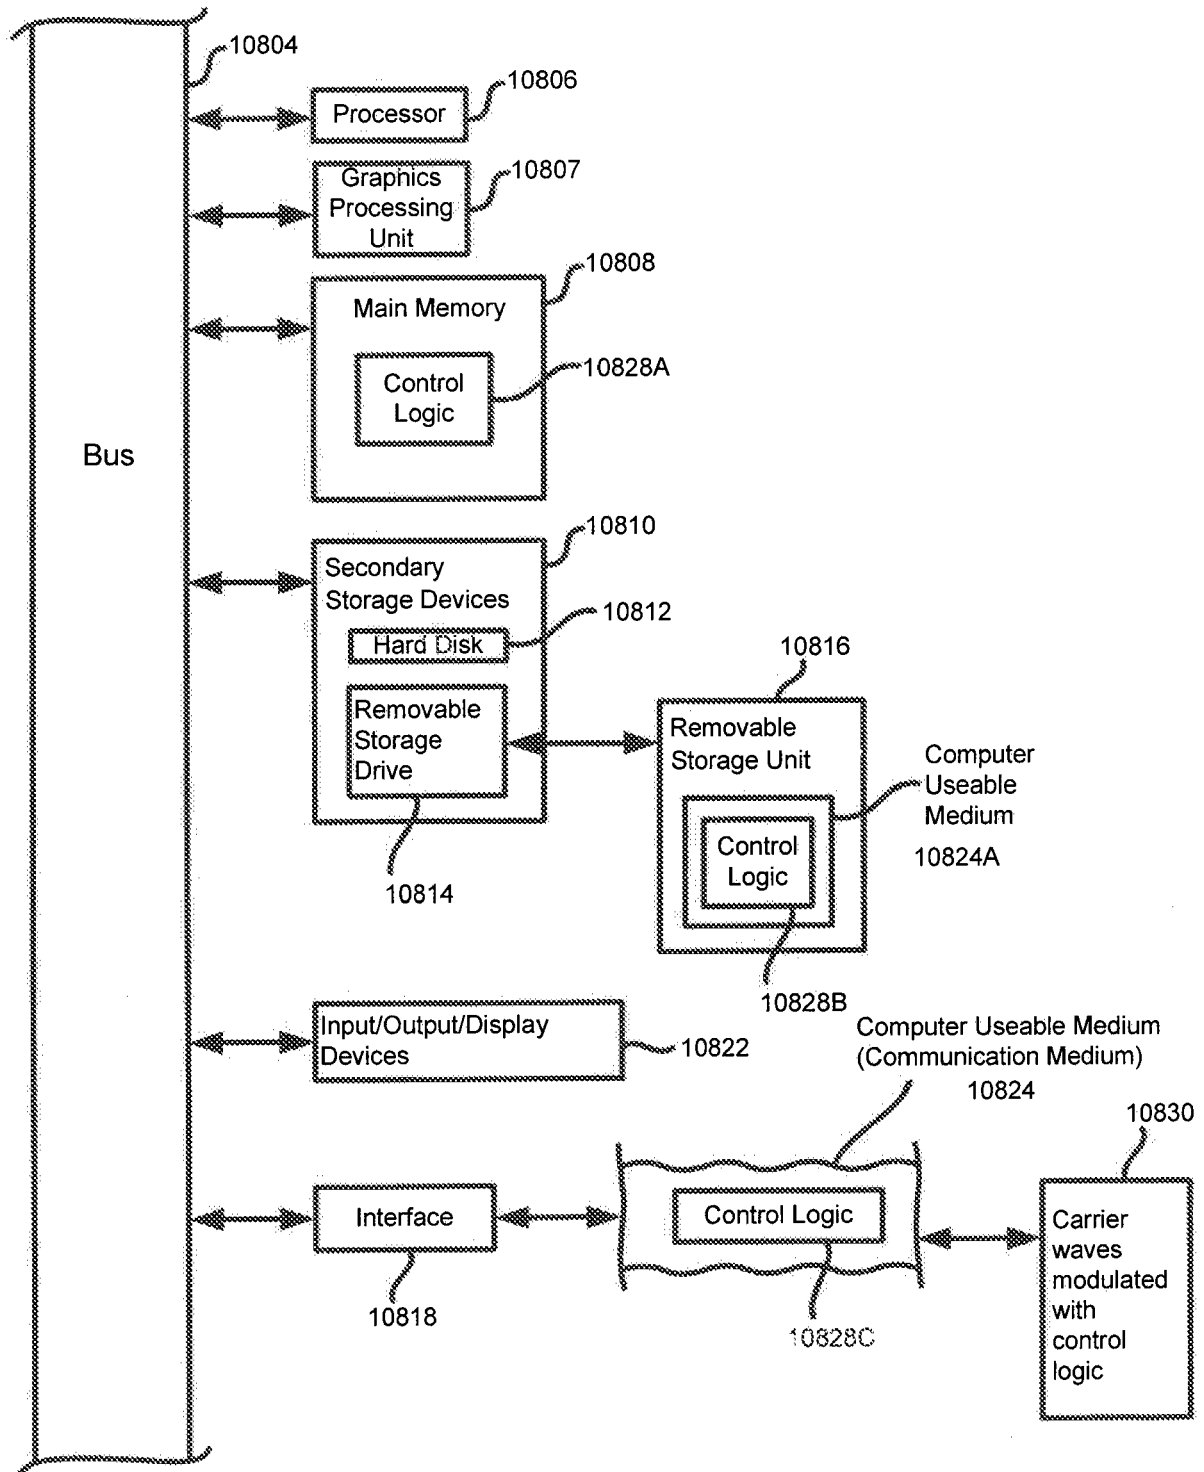 10804
10806
Processor
10807
Graphics
Processing
Unit
10808
Main Memory
10828A
Control
Logic
Bus
10810
Secondary
Storage Devices
10812
Hard Disk
10816
Removable
Storage
Drive
Removable
Storage Unit
Computer
Useable
Medium
10824A
Control
Logic
10814
10828B
Input/Output/Display
Devices
10822
Computer Useable Medium
(Communication Medium)
10824
10830
Interface
Control Logic
Carrier
waves
modulated
with
control
logic
10818
10828C